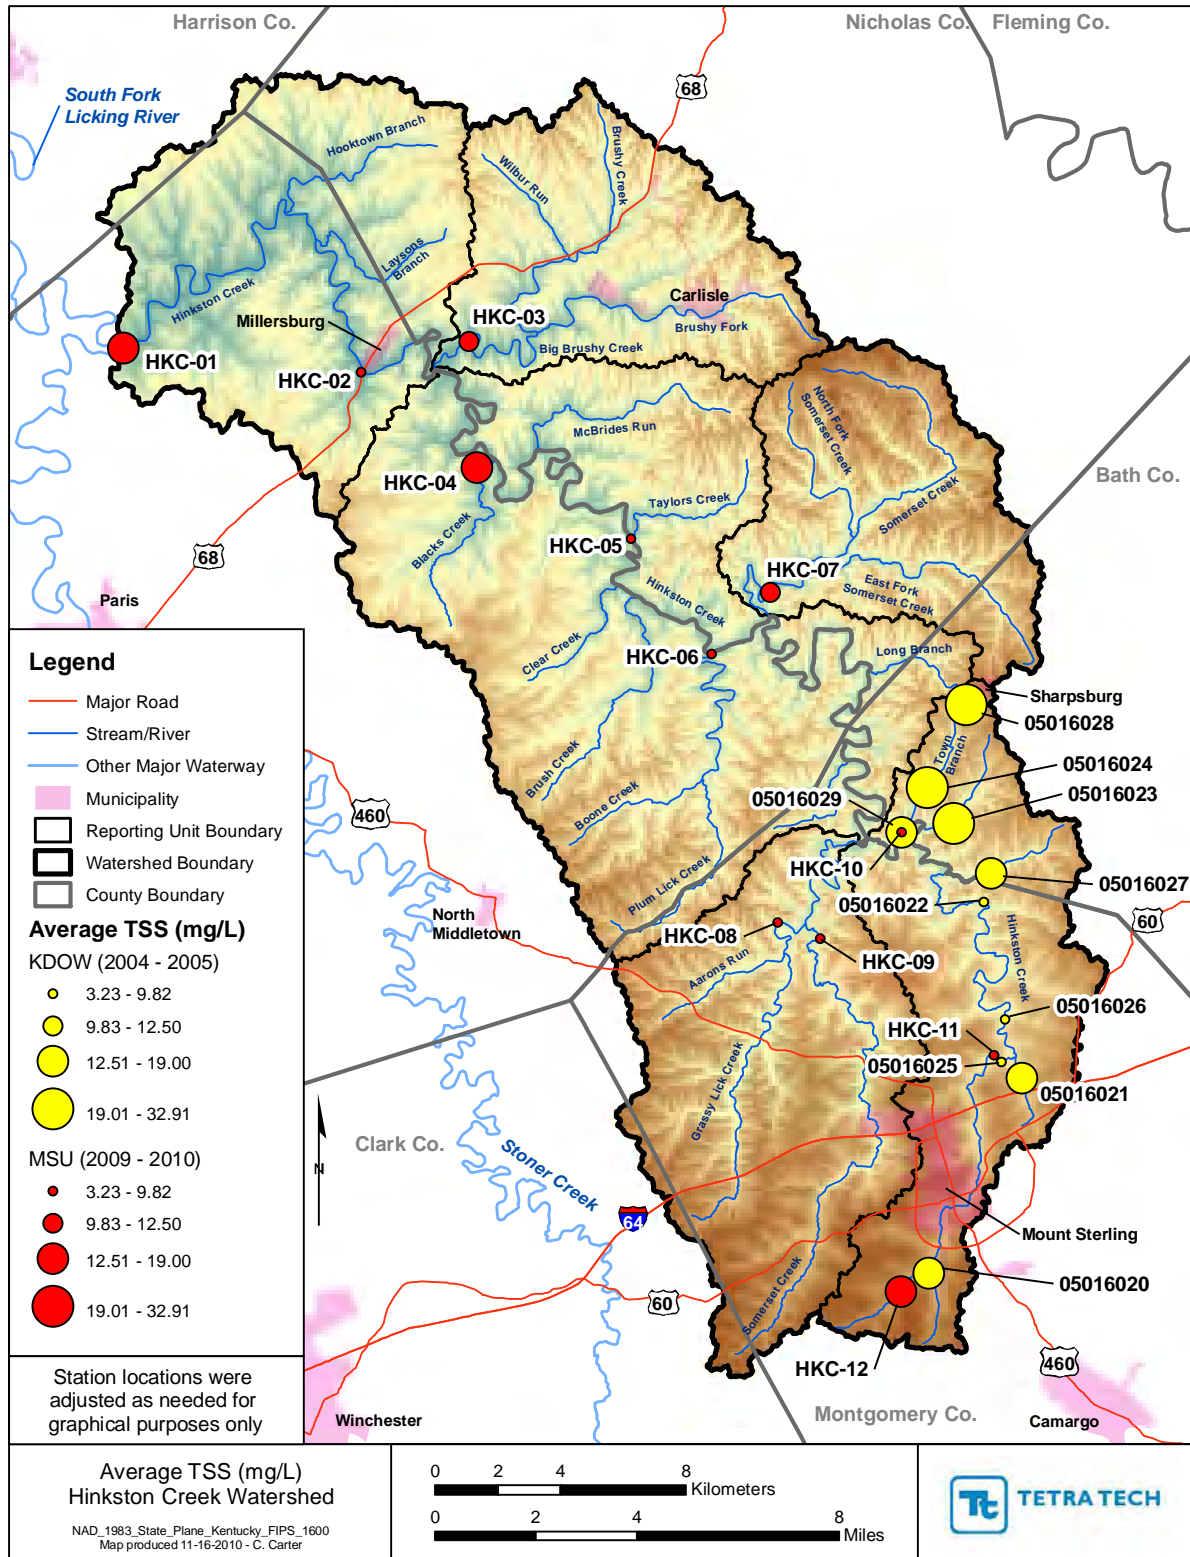 Harrison Co.
Nicholas Co.
Fleming Co.
South Fork
Licking River
68
Hooktown Branch
Wilbur Run
Brushy Creek
Laysons
Branch
Hinkston Creek
Millersburg
Carlisle
Brushy Fork
HKC-03
Big Brushy Creek
HKC-01
HKC-02
McBrides Run
North Fork
Somerset Creek
HKC-04
Bath Co.
Taylors Creek
Somerset Creek
Blacks Creek
HKC-05
68
HKC-07
East Fork
Somerset Creek
Paris
Hinkston Creek
Clear Creek
HKC-06
Long Branch
Sharpsburg
05016028
Town
Branch
05016024
Brush Creek
05016023
05016029
Boone Creek
460
HKC-10
05016027
05016022
Plum Lick Creek
North
Middletown
HKC-08
60
HKC-09
Hinkston Creek
Aarons Run
05016026
HKC-11
05016025
05016021
Grassy Lick Creek
Clark Co.
Stoner Creek
64
Mount Sterling
05016020
Somerset Creek
60
HKC-12
460
Montgomery Co.
Winchester
Camargo
Legend
Major Road
Stream/River
Other Major Waterway
Municipality
Reporting Unit Boundary
Watershed Boundary
County Boundary
Average TSS (mg/L)
KDOW (2004 - 2005)
3.23 - 9.82
9.83 - 12.50
12.51 - 19.00
19.01 - 32.91
MSU (2009 - 2010)
3.23 - 9.82
9.83 - 12.50
12.51 - 19.00
19.01 - 32.91
N
Station locations were
adjusted as needed for
graphical purposes only
Average TSS (mg/L)
Hinkston Creek Watershed
NAD_1983_State_Plane_Kentucky_FIPS_1600
Map produced 11-16-2010 - C. Carter
0 2 4 8
Kilometers
0 2 4 8
Miles
Tt
TETRA TECH